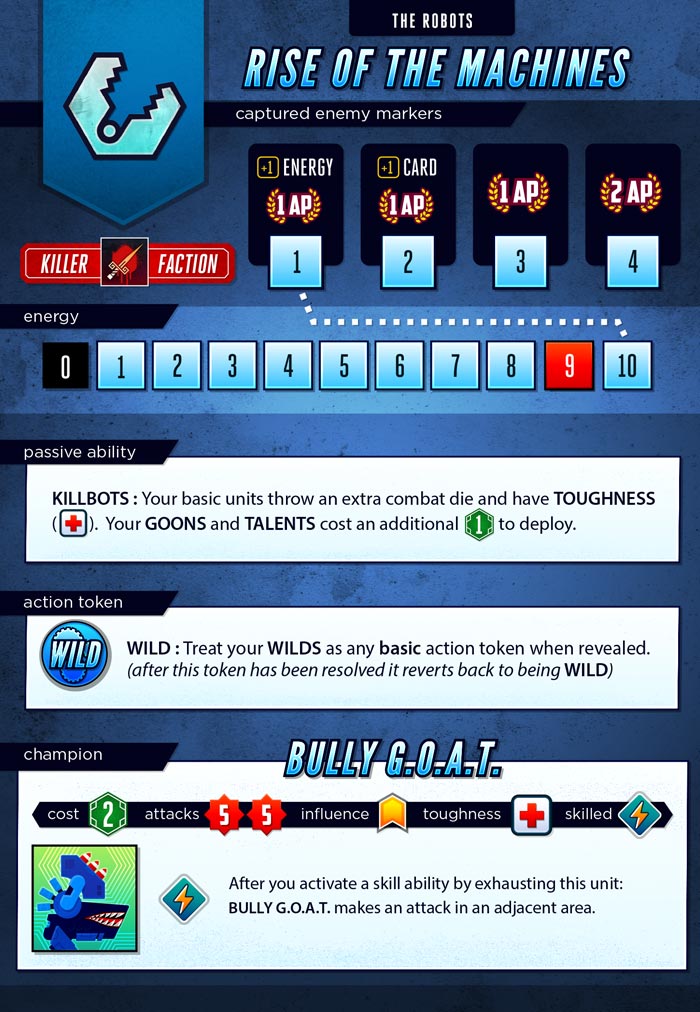 THE ROBOTS
RISE OF THE MACHINES
captured enemy markers
+1 ENERGY
1 AP
+1 CARD
1 AP
1 AP
2 AP
KILLER FACTION
1 2 3 4
energy
0 1 2 3 4 5 6 7 8 9 10
passive ability
KILLBOTS : Your basic units throw an extra combat die and have TOUGHNESS
( ). Your GOONS and TALENTS cost an additional 1 to deploy.
action token
WILD
WILD : Treat your WILDS as any basic action token when revealed.
(after this token has been resolved it reverts back to being WILD)
champion
BULLY G.O.A.T.
cost 2 attacks 5 5 influence toughness skilled
After you activate a skill ability by exhausting this unit:
BULLY G.O.A.T. makes an attack in an adjacent area.